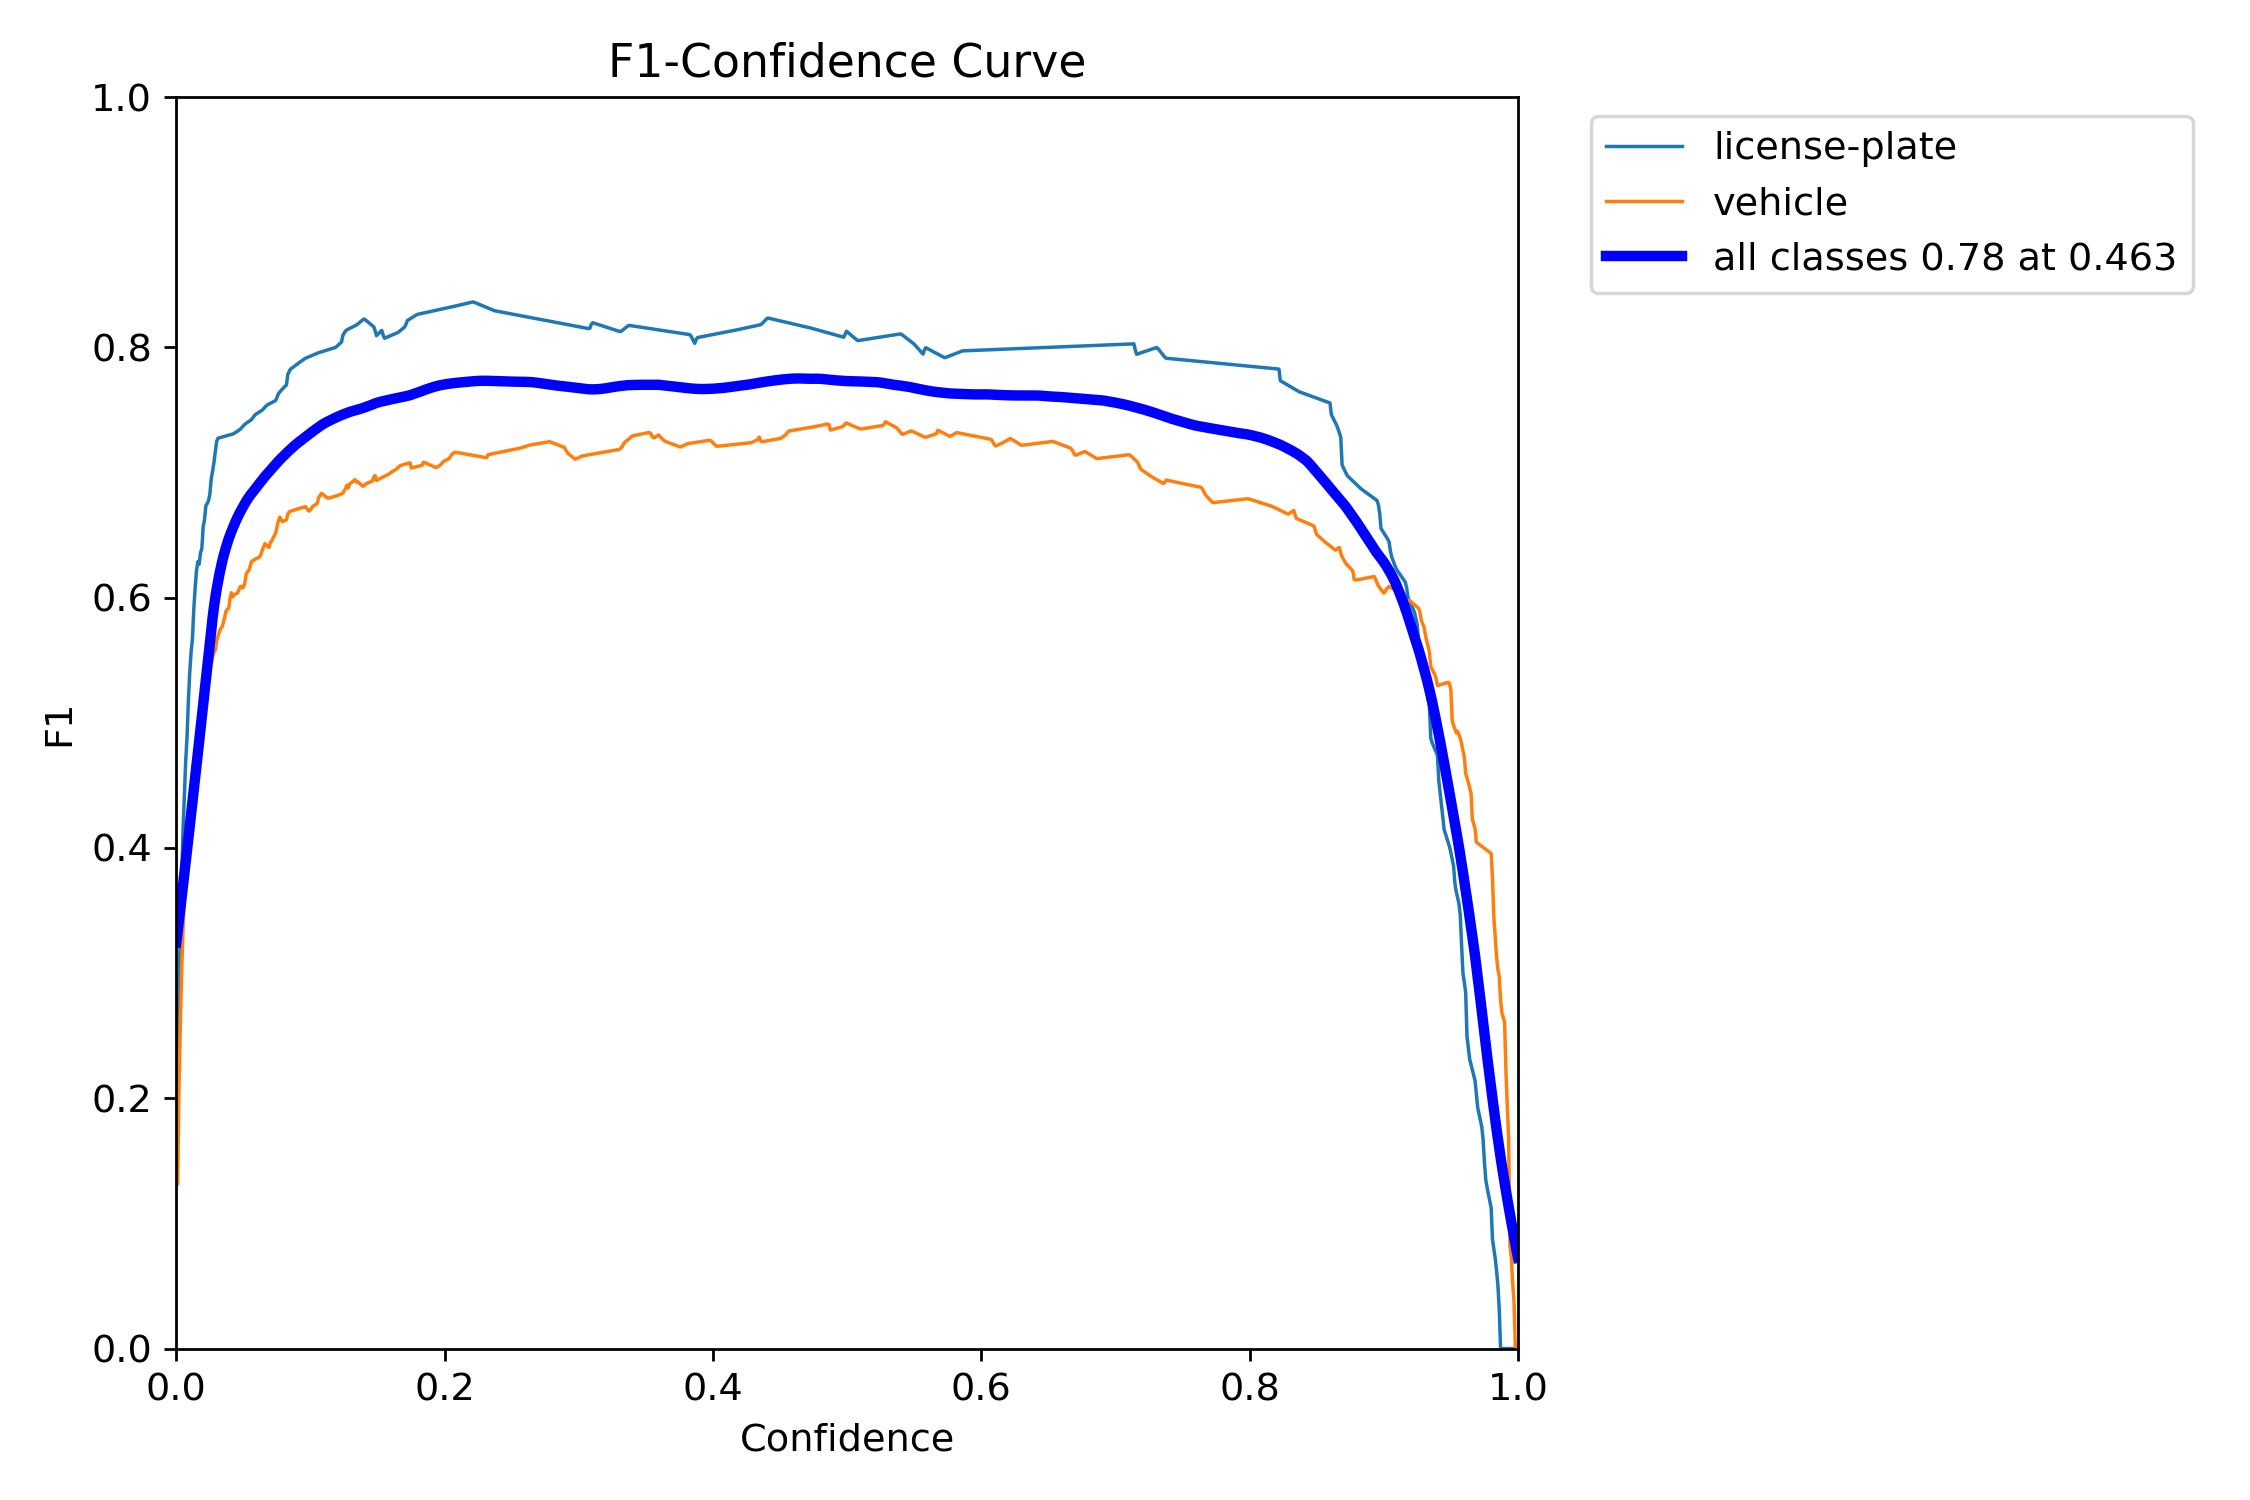 F1-Confidence Curve
1.0
0.8
0.6
0.4
0.2
0.0
F1
0.0 0.2 0.4 0.6 0.8 1.0
Confidence
license-plate
vehicle
all classes 0.78 at 0.463